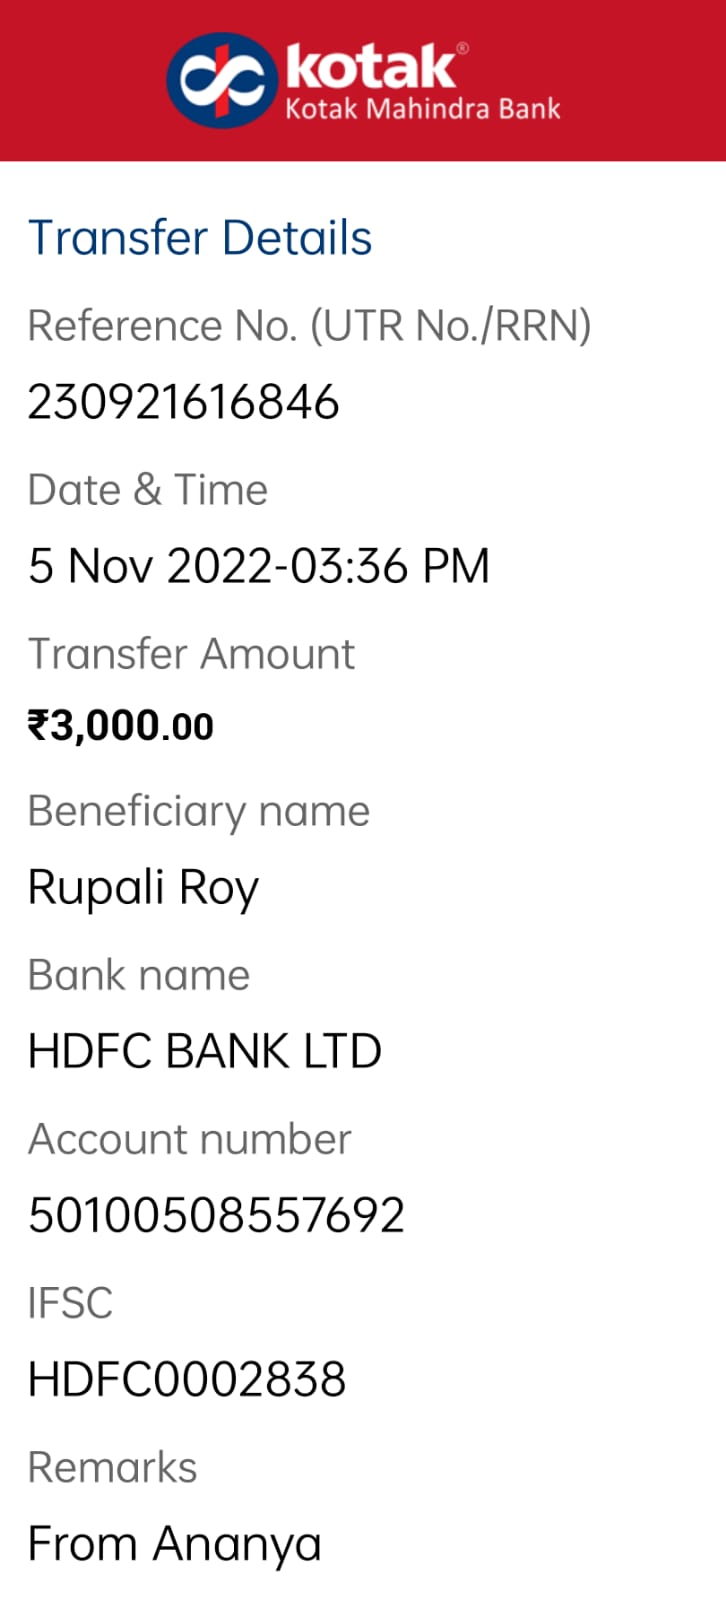 kotak®
Kotak Mahindra Bank
Transfer Details
Reference No. (UTR No./RRN)
230921616846
Date & Time
5 Nov 2022-03:36 PM
Transfer Amount
₹3,000.00
Beneficiary name
Rupali Roy
Bank name
HDFC BANK LTD
Account number
50100508557692
IFSC
HDFC0002838
Remarks
From Ananya